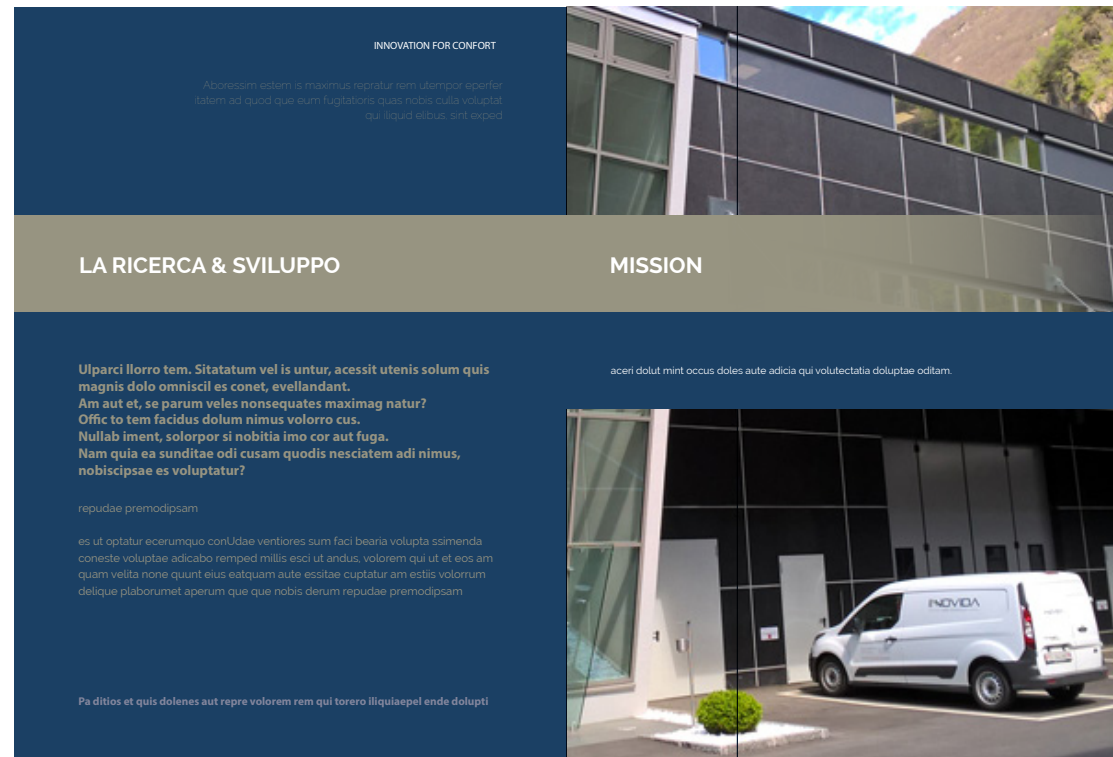 INNOVATION FOR CONFORT
Aboressim estem is maximus repratur rem utempor eperfer
itatem ad quod que eum fugitationis quas nobis culla voluptat
qui iliquid elibus, sint exped
LA RICERCA & SVILUPPO
MISSION
Ulparci llorro tem. Sitatatum vel is untur, acessit utenis solum quis
magnis dolo omniscil es conet, evellandant.
Am aut et, se parum veles nonsequates maximag natur?
Offic to tem facidus dolum nimus volorro cus.
Nullab iment, solorpor si nobitia imo cor aut fuga.
Nam quia ea sunditae odi cusam quodis nesciatem adi nimus,
nobiscipsae es voluptatur?
repudae premodipsam
es ut optatur ecerumquo conUdae ventiores sum faci bearia volupta ssimenda
coneste voluptae adicabo remped millis esci ut andus, volorem qui ut et eos am
quam velita none quunt eius eatquam aute essitae cuptatur am estiis volorrum
delique plaborumet aperum que que nobis derum repudae premodipsam
Pa ditios et quis dolenes aut repre volorem rem qui torero iliquiaepel ende dolupti
aceri dolut mint occus doles aute adicia qui volutectatia doluptae oditam.
INOVIDA